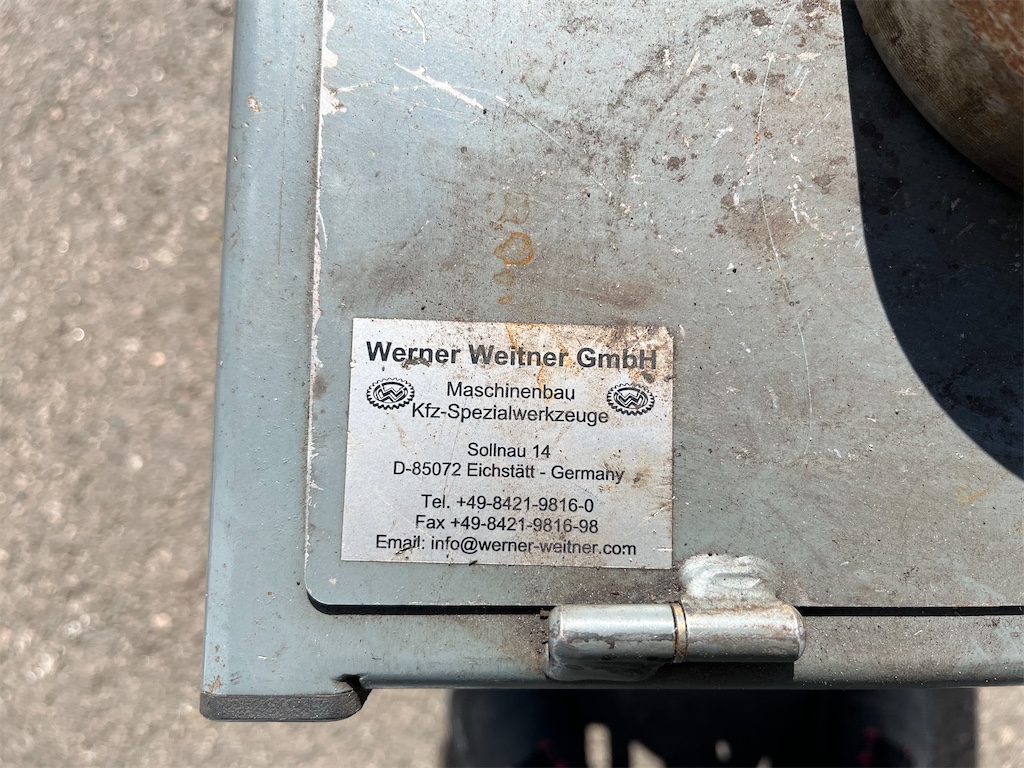 Werner Weitner GmbH
Maschinenbau
Kfz-Spezialwerkzeuge
Sollnau 14
D-85072 Eichstätt - Germany
Tel. +49-8421-9816-0
Fax +49-8421-9816-98
Email: info@werner-weitner.com